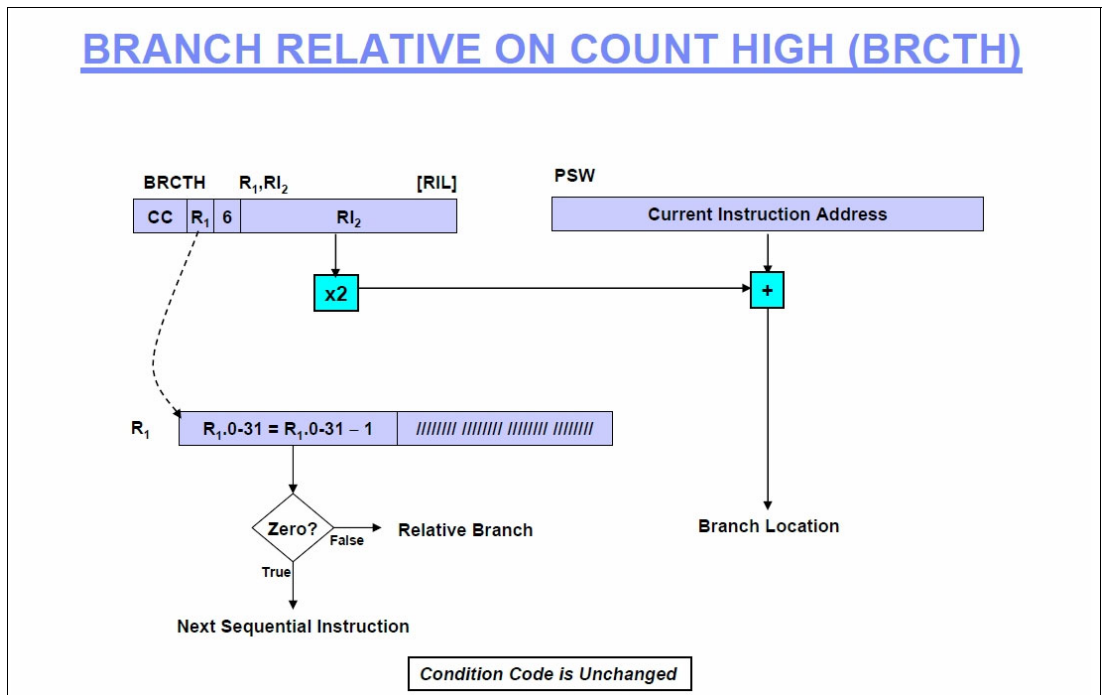 BRANCH RELATIVE ON COUNT HIGH (BRCTH)
BRCTH R₁,RI₂ [RIL]
CC R₁ 6 RI₂
PSW
Current Instruction Address
x2
+
R₁
R₁.0-31 = R₁.0-31 – 1 //////// //////// //////// ////////
Zero?
False
Relative Branch
True
Next Sequential Instruction
Branch Location
Condition Code is Unchanged